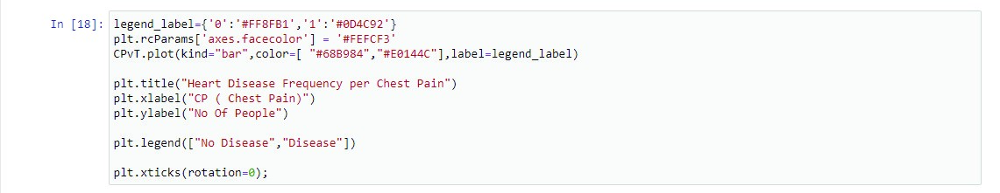 In [18]: legend_label={'0':'#FF8FB1','1':'#0D4C92'}
plt.rcParams['axes.facecolor'] = '#FEFCF3'
CPvT.plot(kind="bar",color=[ "#68B984","#E0144C"],label=legend_label)
plt.title("Heart Disease Frequency per Chest Pain")
plt.xlabel("CP ( Chest Pain)")
plt.ylabel("No Of People")
plt.legend(["No Disease","Disease"])
plt.xticks(rotation=0);